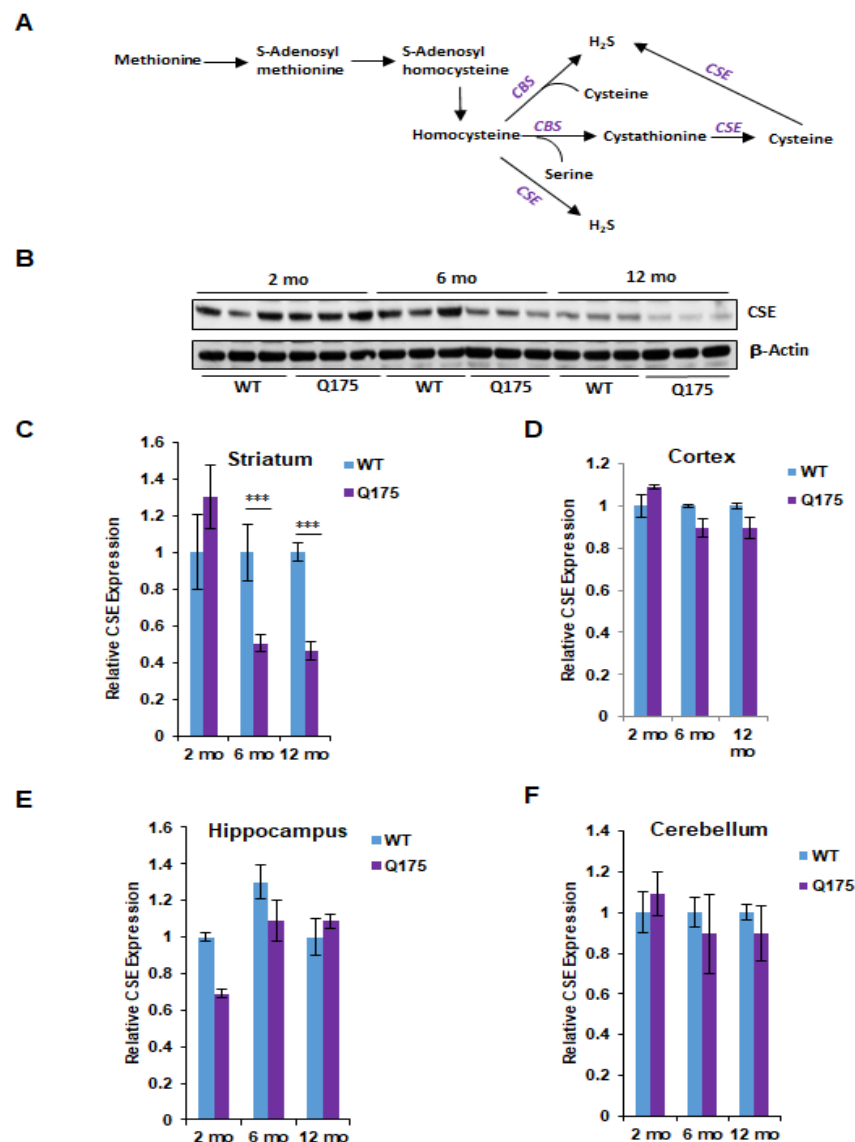 A
Methionine
S-Adenosyl
methionine
S-Adenosyl
homocysteine
H2S
CBS
Cysteine
CSE
Homocysteine
CBS
Cystathionine
CSE
Cysteine
Serine
CSE
H2S
B
2 mo 6 mo 12 mo
CSE
β-Actin
WT Q175 WT Q175 WT Q175
C
Striatum
WT
Q175
***
***
Relative CSE Expression
1.6
1.4
1.2
1
0.8
0.6
0.4
0.2
0
2 mo 6 mo 12 mo
D
Cortex
WT
Q175
Relative CSE Expression
1.2
1
0.8
0.6
0.4
0.2
0
2 mo 6 mo 12
mo
E
Hippocampus
WT
Q175
Relative CSE Expression
1.6
1.4
1.2
1
0.8
0.6
0.4
0.2
0
2 mo 6 mo 12 mo
F
Cerebellum
WT
Q175
Relative CSE Expression
1.4
1.2
1
0.8
0.6
0.4
0.2
0
2 mo 6 mo 12 mo